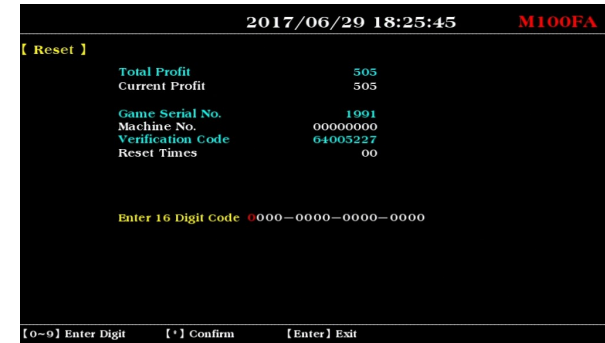 2017/06/29 18:25:45 M100FA
【 Reset 】
Total Profit 505
Current Profit 505
Game Serial No. 1991
Machine No. 00000000
Verification Code 64005227
Reset Times 00
Enter 16 Digit Code 0000-0000-0000-0000
【0~9】Enter Digit 【*】Confirm 【Enter】Exit